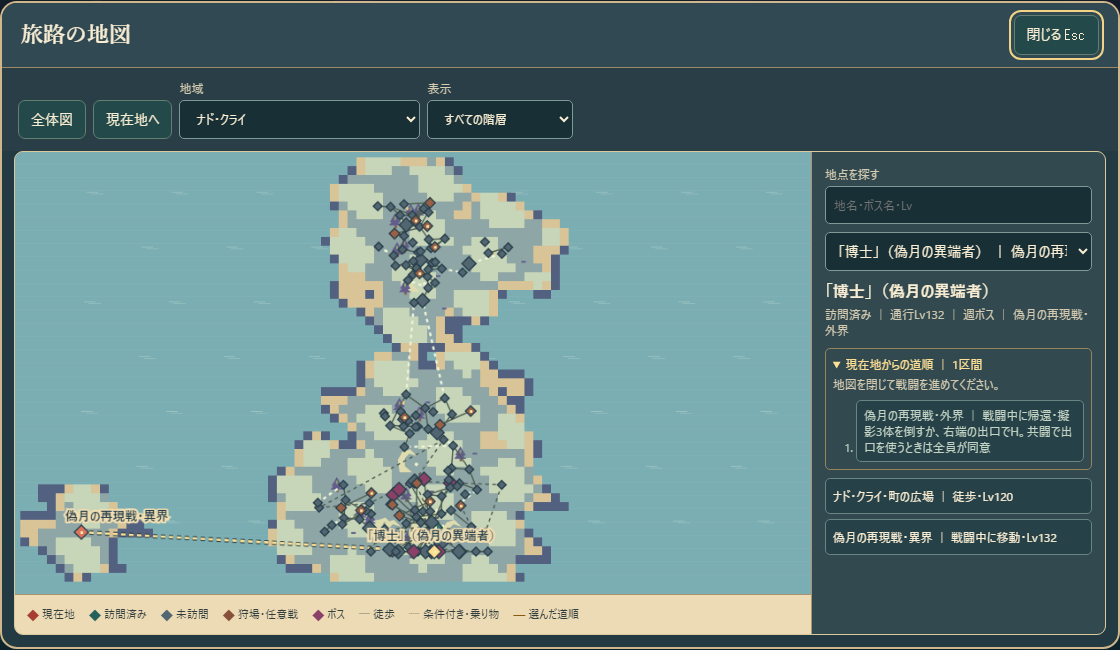 旅路の地図
閉じる Esc
地域
表示
全体図
現在地へ
ナド・クライ
すべての階層
地点を探す
地名・ボス名・Lv
「博士」（偽月の異端者） ｜ 偽月の再現
「博士」（偽月の異端者）
訪問済み ｜ 通行Lv132 ｜ 週ボス ｜ 偽月の再現戦・
外界
▼ 現在地からの道順 ｜ 1区間
地図を閉じて戦闘を進めてください。
1. 偽月の再現戦・外界 ｜ 戦闘中に帰還・擬
影3体を倒すか、右端の出口でH。共闘で出
口を使うときは全員が同意
ナド・クライ・町の広場 ｜ 徒歩・Lv120
偽月の再現戦・異界 ｜ 戦闘中に移動・Lv132
偽月の再現戦・異界
「博士」（偽月の異端者）
現在地
訪問済み
未訪問
狩場・任意戦
ボス
徒歩
条件付き・乗り物
選んだ道順